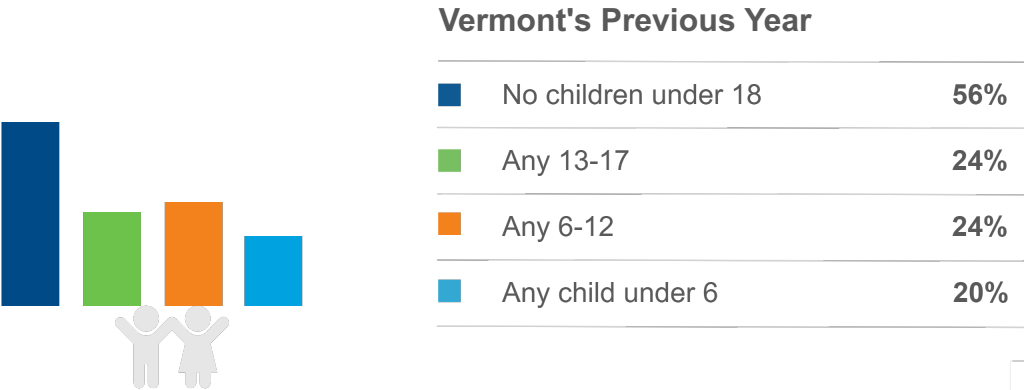 Vermont's Previous Year
No children under 18 56%
Any 13-17 24%
Any 6-12 24%
Any child under 6 20%